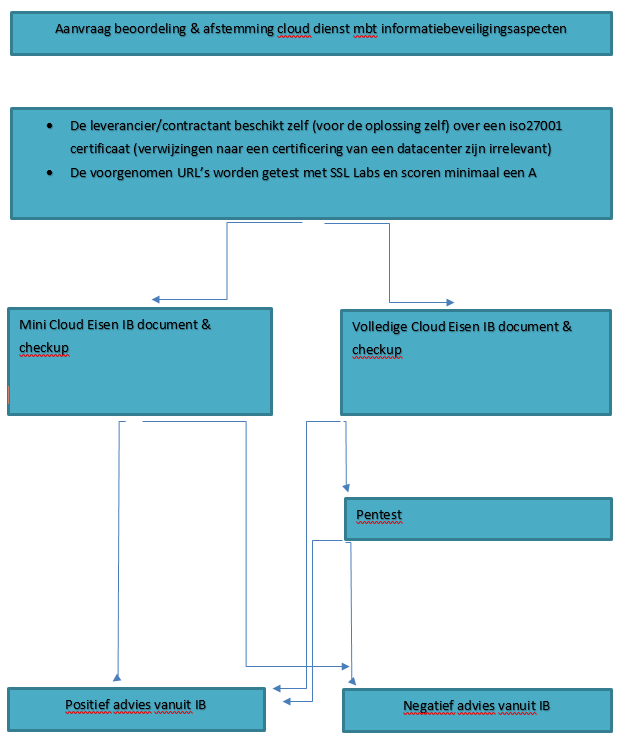 Aanvraag beoordeling & afstemming cloud dienst mbt informatiebeveiligingsaspecten
• De leverancier/contractant beschikt zelf (voor de oplossing zelf) over een iso27001
certificaat (verwijzingen naar een certificering van een datacenter zijn irrelevant)
• De voorgenomen URL's worden getest met SSL Labs en scoren minimaal een A
Mini Cloud Eisen IB document &
checkup
Volledige Cloud Eisen IB document &
checkup
Pentest
Positief advies vanuit IB
Negatief advies vanuit IB